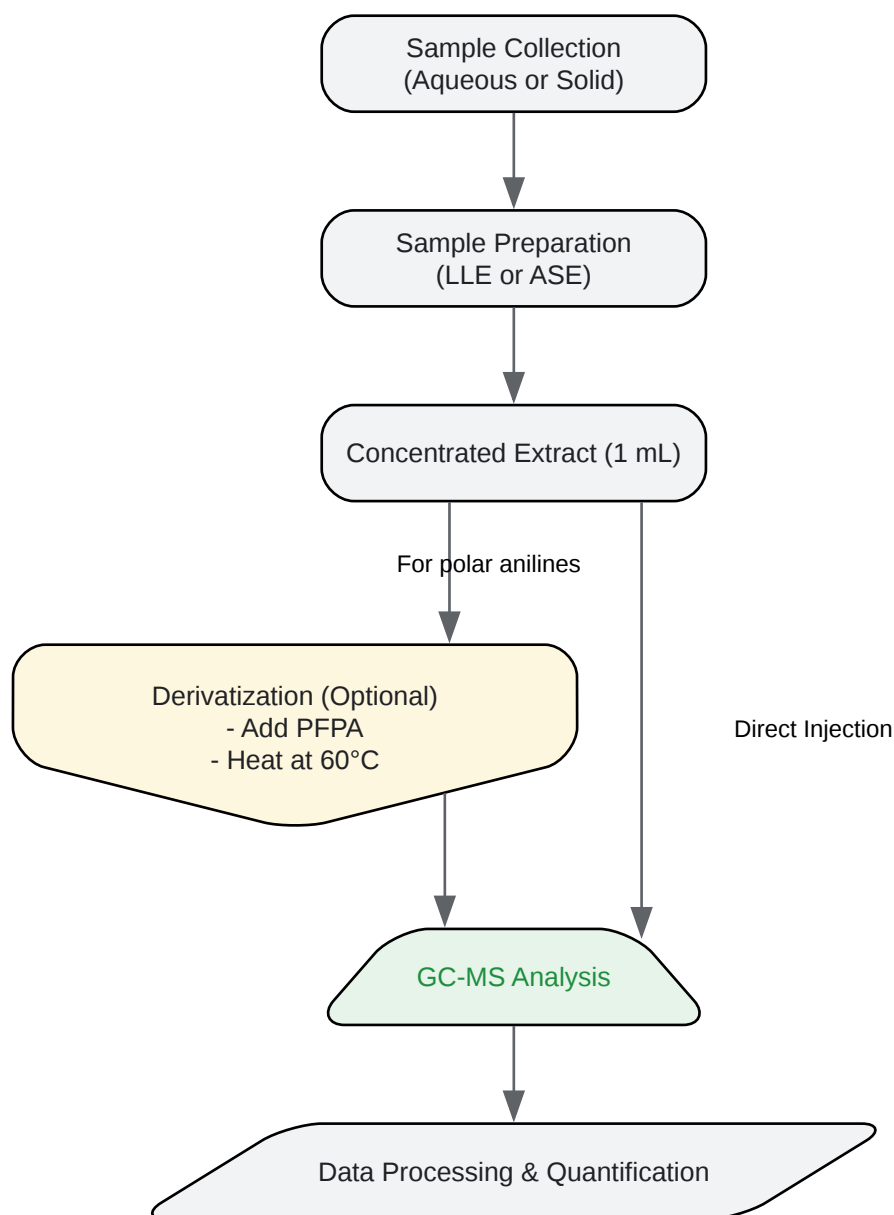 Sample Collection
(Aqueous or Solid)
Sample Preparation
(LLE or ASE)
Concentrated Extract (1 mL)
For polar anilines
Derivatization (Optional)
- Add PFPA
- Heat at 60°C
Direct Injection
GC-MS Analysis
Data Processing & Quantification